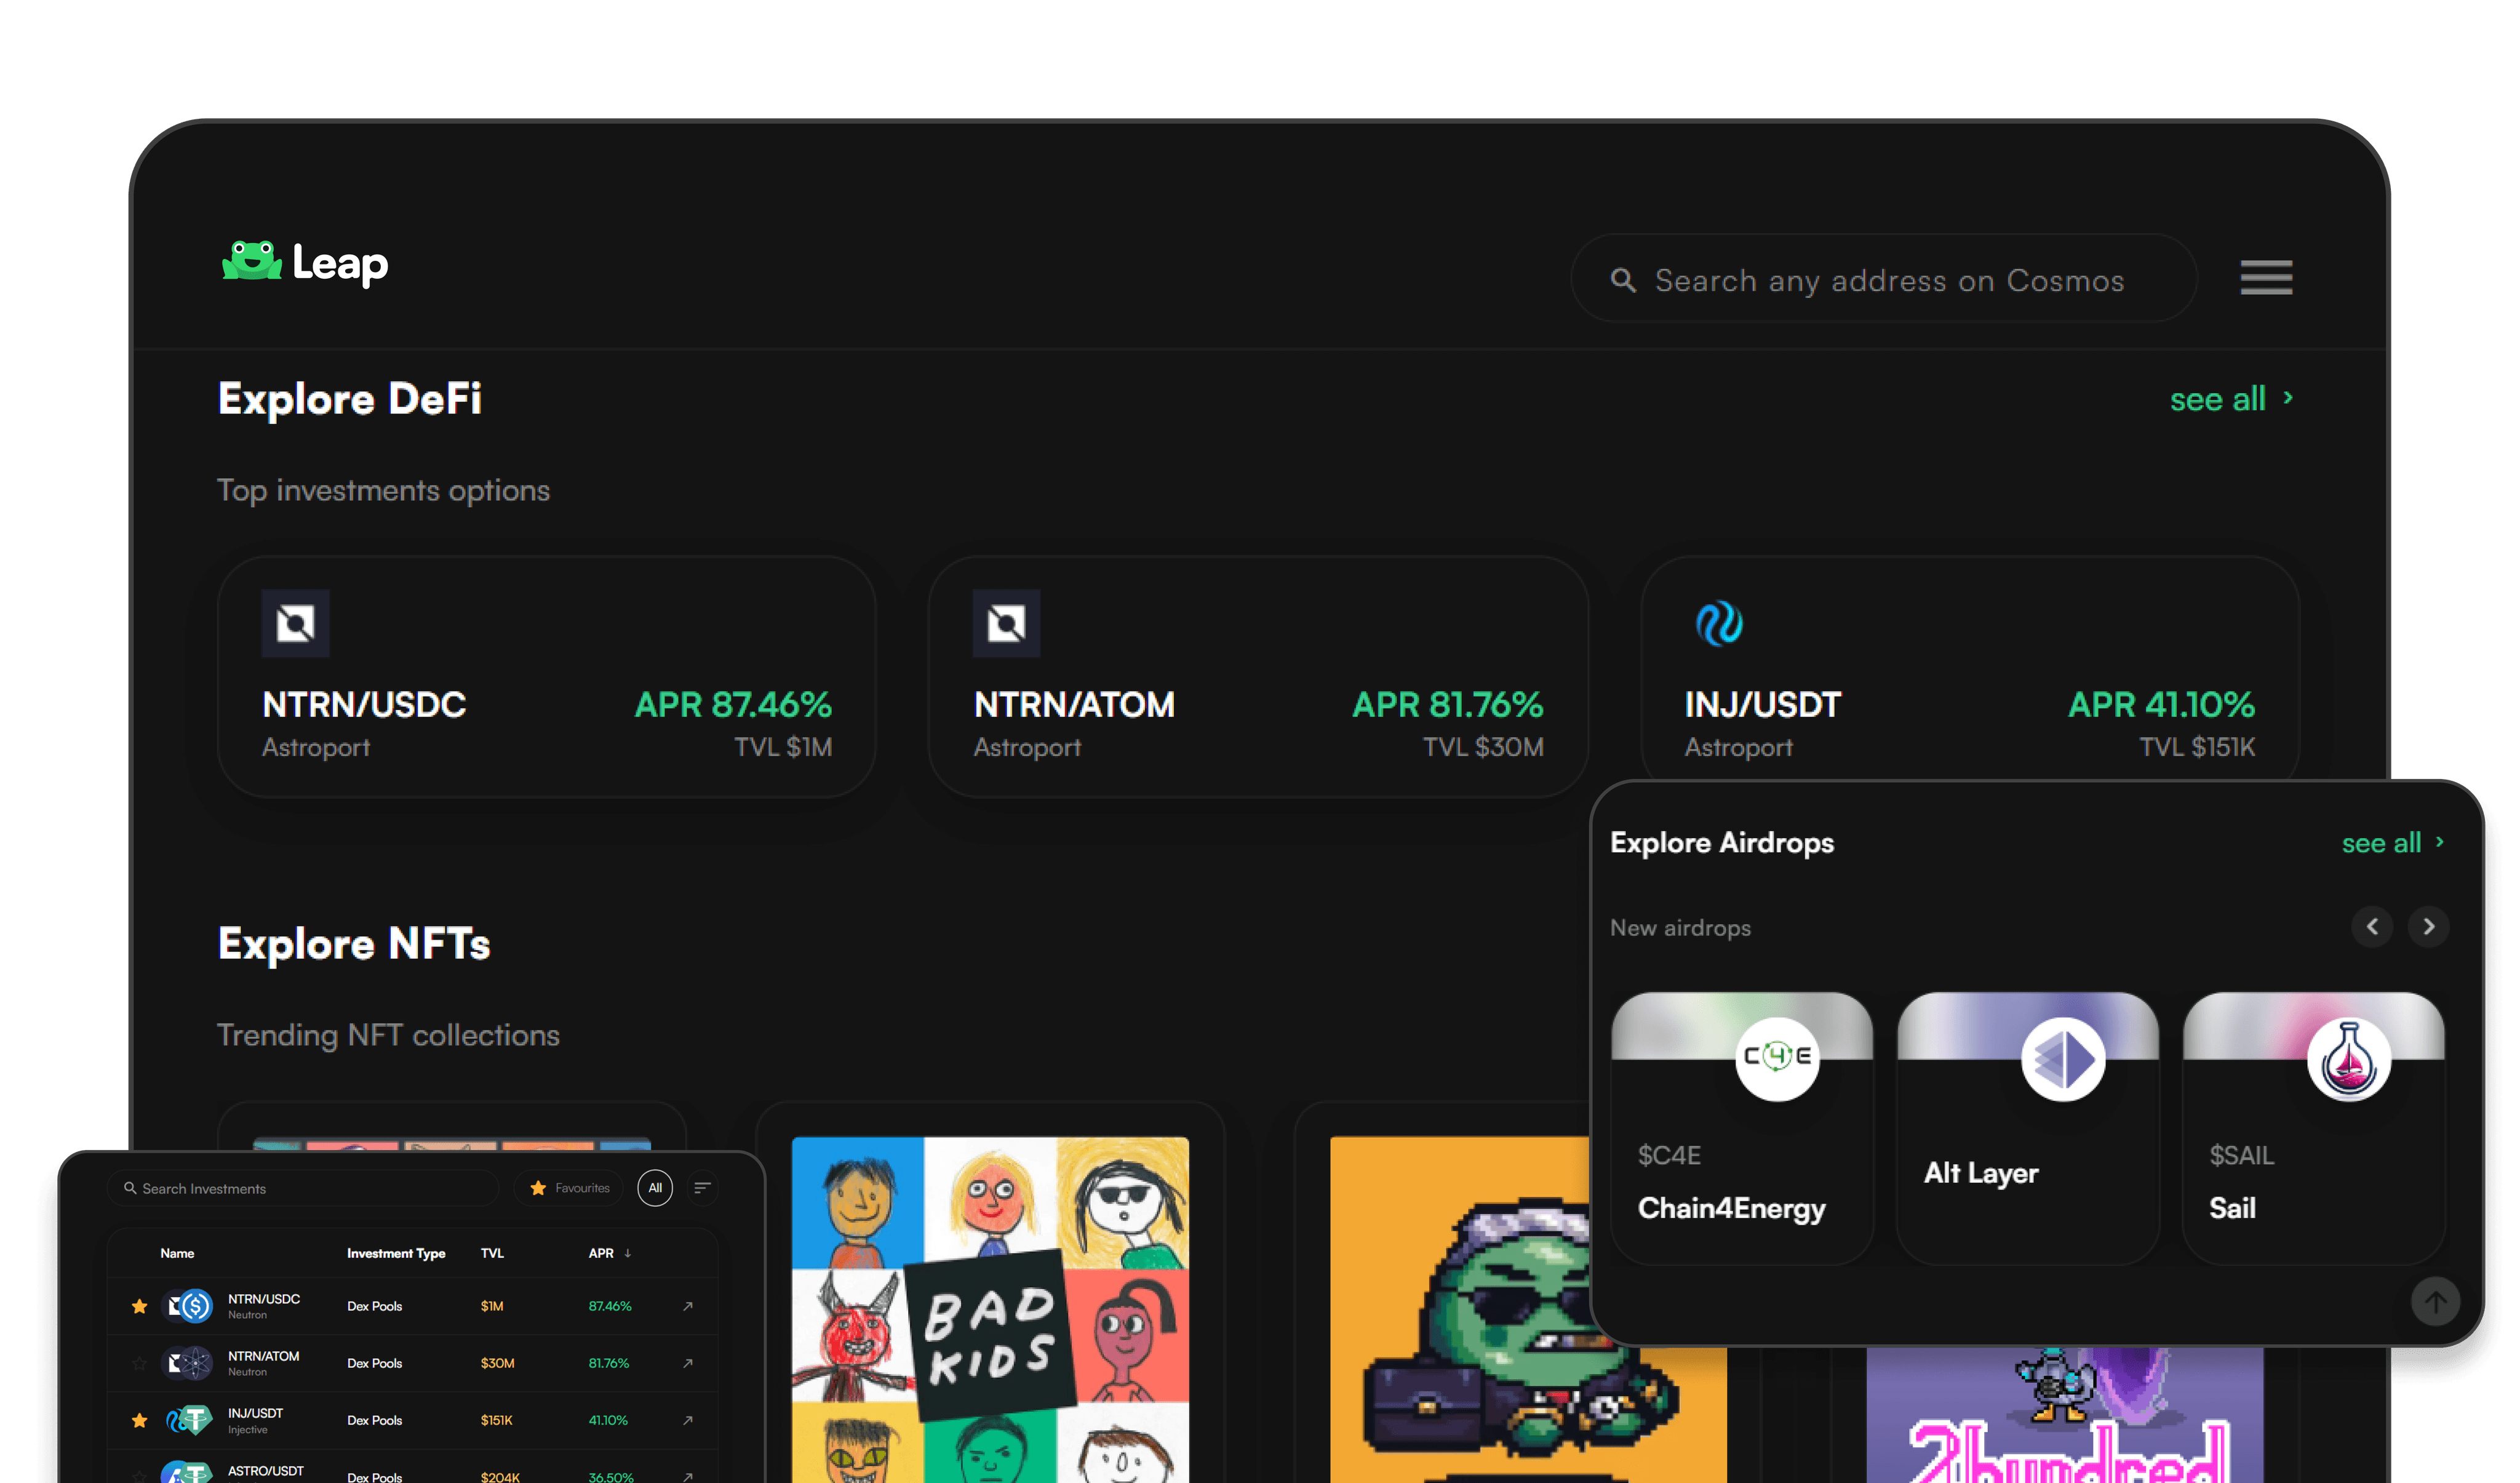 Leap
Search any address on Cosmos
Explore DeFi
see all
Top investments options
NTRN/USDC
APR 87.46%
Astroport
TVL $1M
NTRN/ATOM
APR 81.76%
Astroport
TVL $30M
INJ/USDT
APR 41.10%
Astroport
TVL $151K
Explore NFTs
Trending NFT collections
BAD
KIDS
2hundred
Explore Airdrops
see all
New airdrops
C4E
$C4E
Chain4Energy
Alt Layer
$SAIL
Sail
Search Investments
Favourites
All
Name Investment Type TVL APR
NTRN/USDC
Neutron
Dex Pools $1M 87.46%
NTRN/ATOM
Neutron
Dex Pools $30M 81.76%
INJ/USDT
Injective
Dex Pools $151K 41.10%
ASTRO/USDT
Dex Pools $204K 36.50%